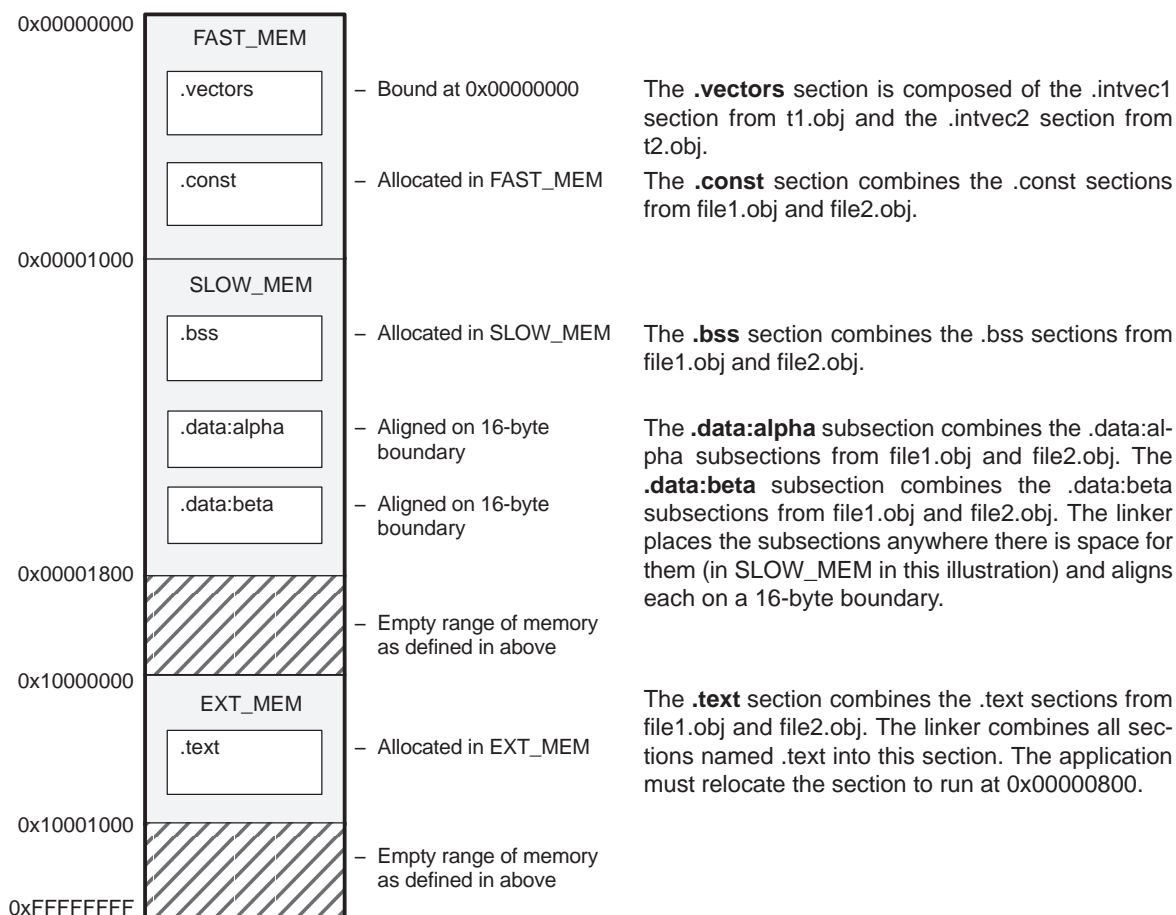 0x00000000
FAST_MEM
.vectors
– Bound at 0x00000000
The .vectors section is composed of the .intvec1
section from t1.obj and the .intvec2 section from
t2.obj.
.const
– Allocated in FAST_MEM
The .const section combines the .const sections
from file1.obj and file2.obj.
0x00001000
SLOW_MEM
.bss
– Allocated in SLOW_MEM
The .bss section combines the .bss sections from
file1.obj and file2.obj.
.data:alpha
– Aligned on 16-byte
boundary
The .data:alpha subsection combines the .data:al-
pha subsections from file1.obj and file2.obj. The
.data:beta subsection combines the .data:beta
subsections from file1.obj and file2.obj. The linker
places the subsections anywhere there is space for
them (in SLOW_MEM in this illustration) and aligns
each on a 16-byte boundary.
.data:beta
– Aligned on 16-byte
boundary
0x00001800
– Empty range of memory
as defined in above
0x10000000
EXT_MEM
.text
– Allocated in EXT_MEM
The .text section combines the .text sections from
file1.obj and file2.obj. The linker combines all sec-
tions named .text into this section. The application
must relocate the section to run at 0x00000800.
0x10001000
– Empty range of memory
as defined in above
0xFFFFFFFF